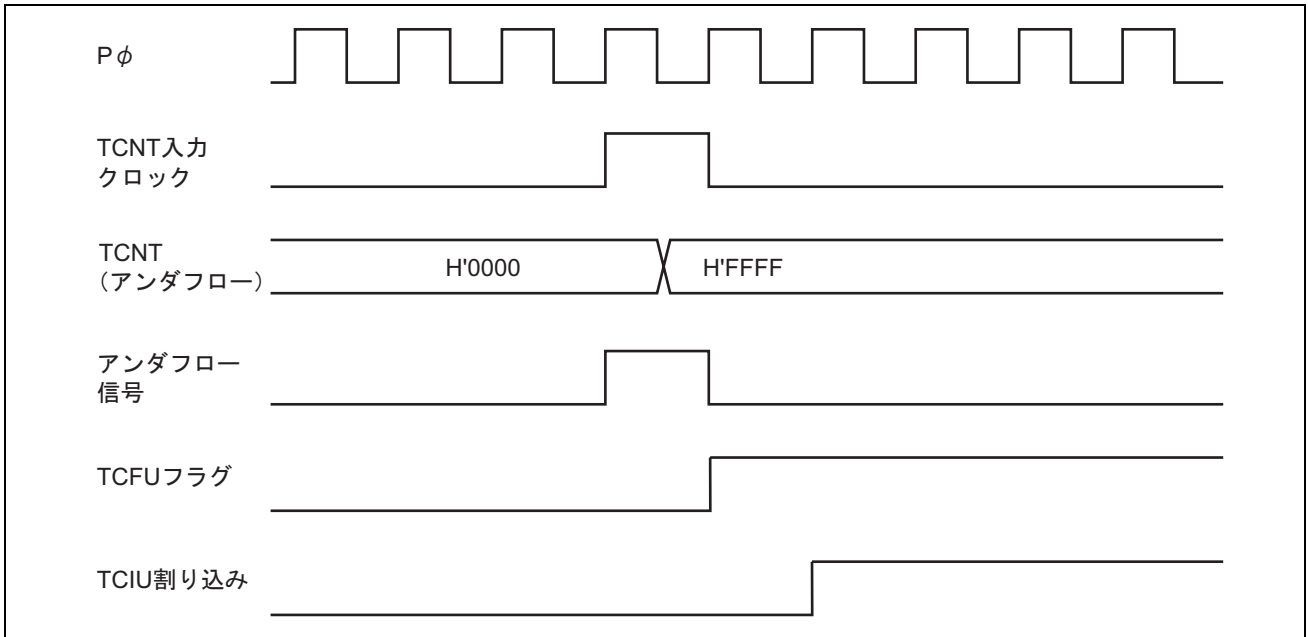 Pφ
TCNT入力
クロック
TCNT
（アンダフロー）
H'0000
H'FFFF
アンダフロー
信号
TCFUフラグ
TCIU割り込み